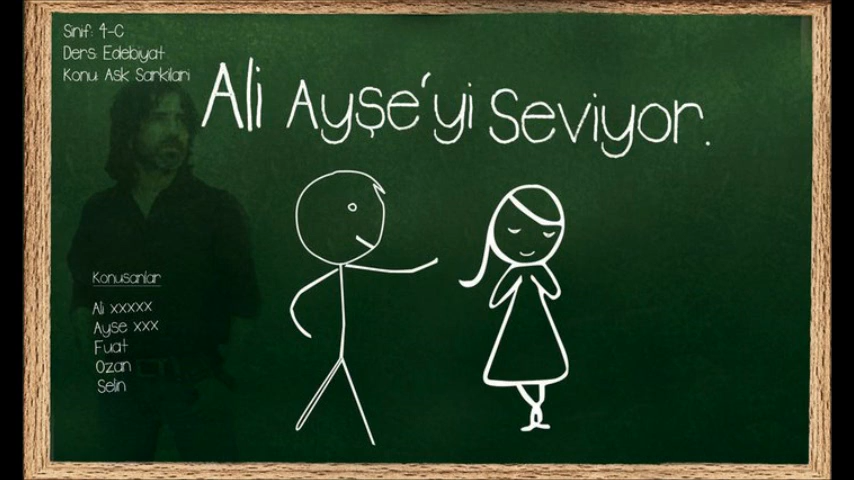 Sinif: 4-C
Ders: Edebiyat
Konu: Ask Sarkilari
Ali Ayşe'yi Seviyor.
Konusanlar
Ali xxxxx
Ayse xxx
Fuat
Ozan
Selin